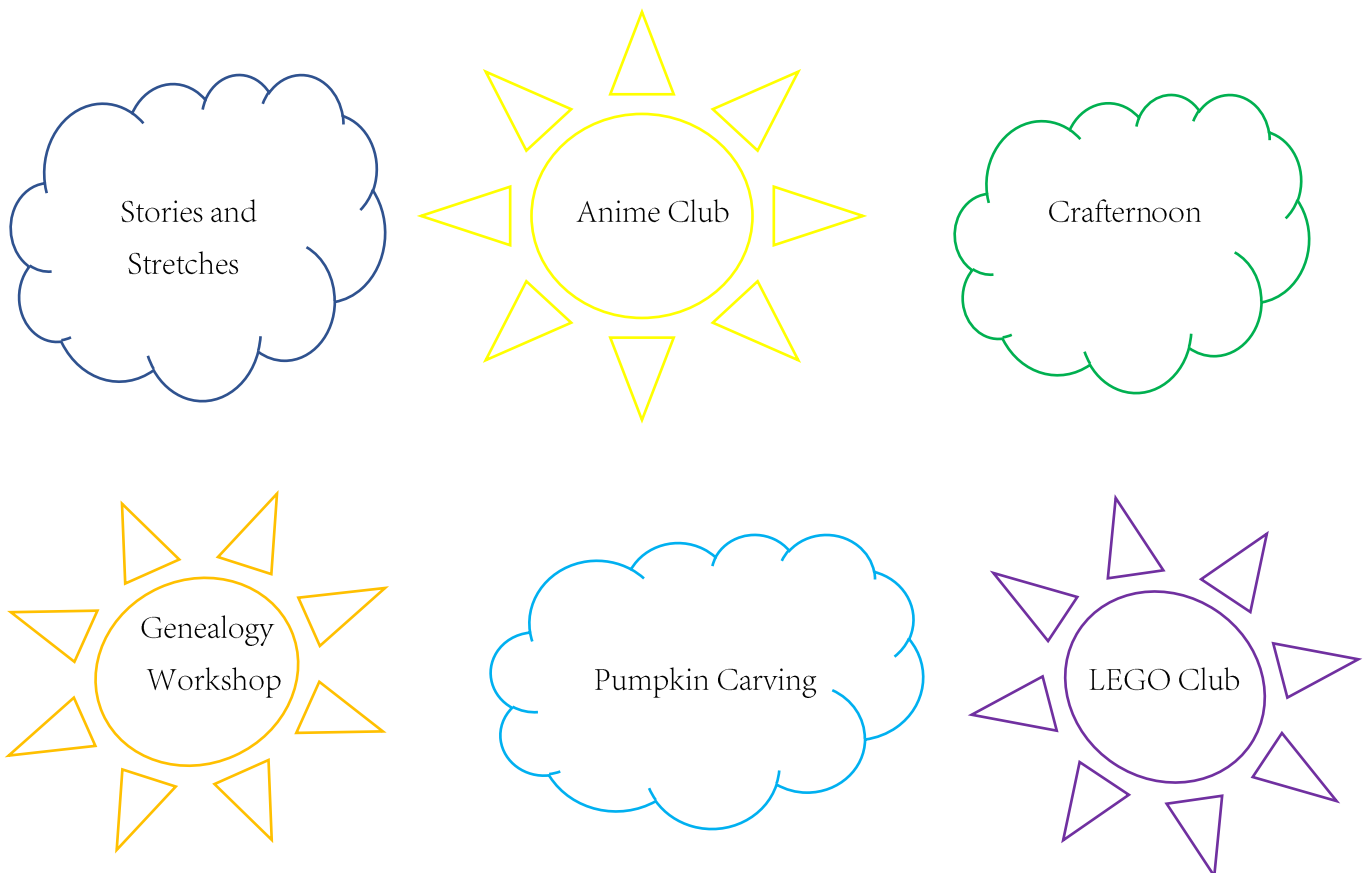 Stories and
Stretches
Anime Club
Crafternoon
Genealogy
Workshop
Pumpkin Carving
LEGO Club